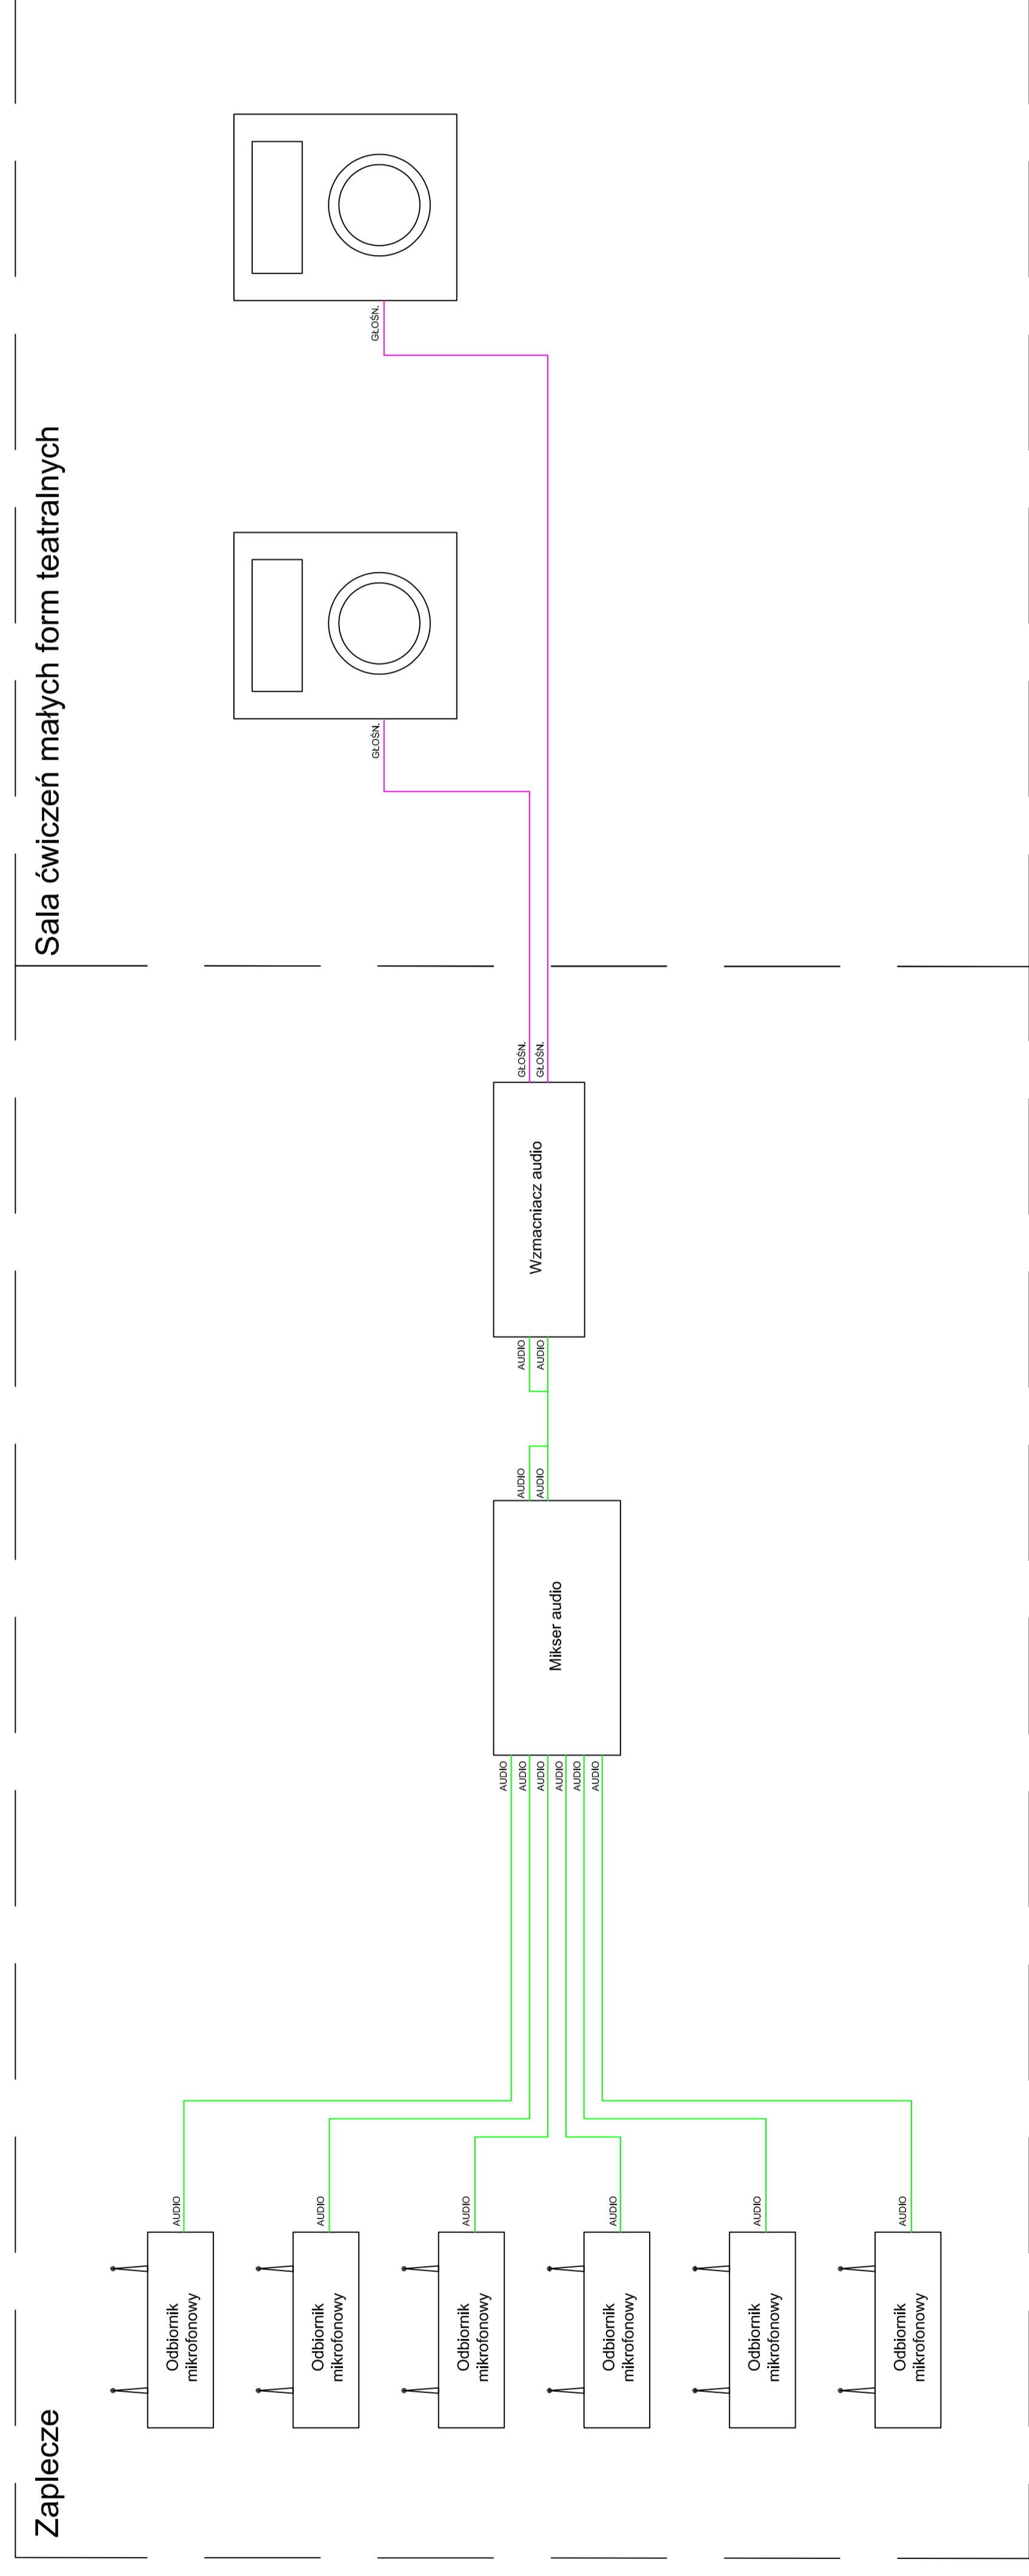 Zaplecze
Odbiornik
mikrofonowy
AUDIO
Odbiornik
mikrofonowy
AUDIO
Odbiornik
mikrofonowy
AUDIO
Odbiornik
mikrofonowy
AUDIO
Odbiornik
mikrofonowy
AUDIO
Odbiornik
mikrofonowy
AUDIO
AUDIO
AUDIO
AUDIO
AUDIO
AUDIO
AUDIO
Mikser audio
AUDIO
AUDIO
AUDIO
AUDIO
Wzmacniacz audio
GŁOŚN.
GŁOŚN.
Sala ćwiczeń małych form teatralnych
GŁOŚN.
GŁOŚN.